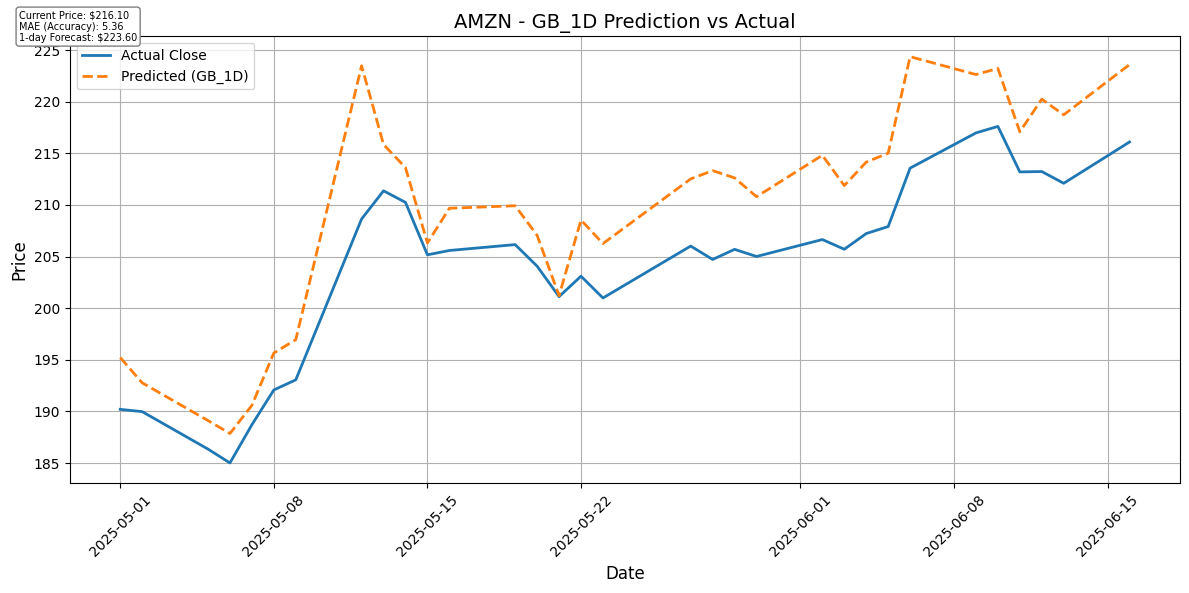 AMZN - GB_1D Prediction vs Actual
Current Price: $216.10
MAE (Accuracy): 5.36
1-day Forecast: $223.60
Actual Close
Predicted (GB_1D)
Price
225
220
215
210
205
200
195
190
185
2025-05-01
2025-05-08
2025-05-15
2025-05-22
2025-06-01
2025-06-08
2025-06-15
Date